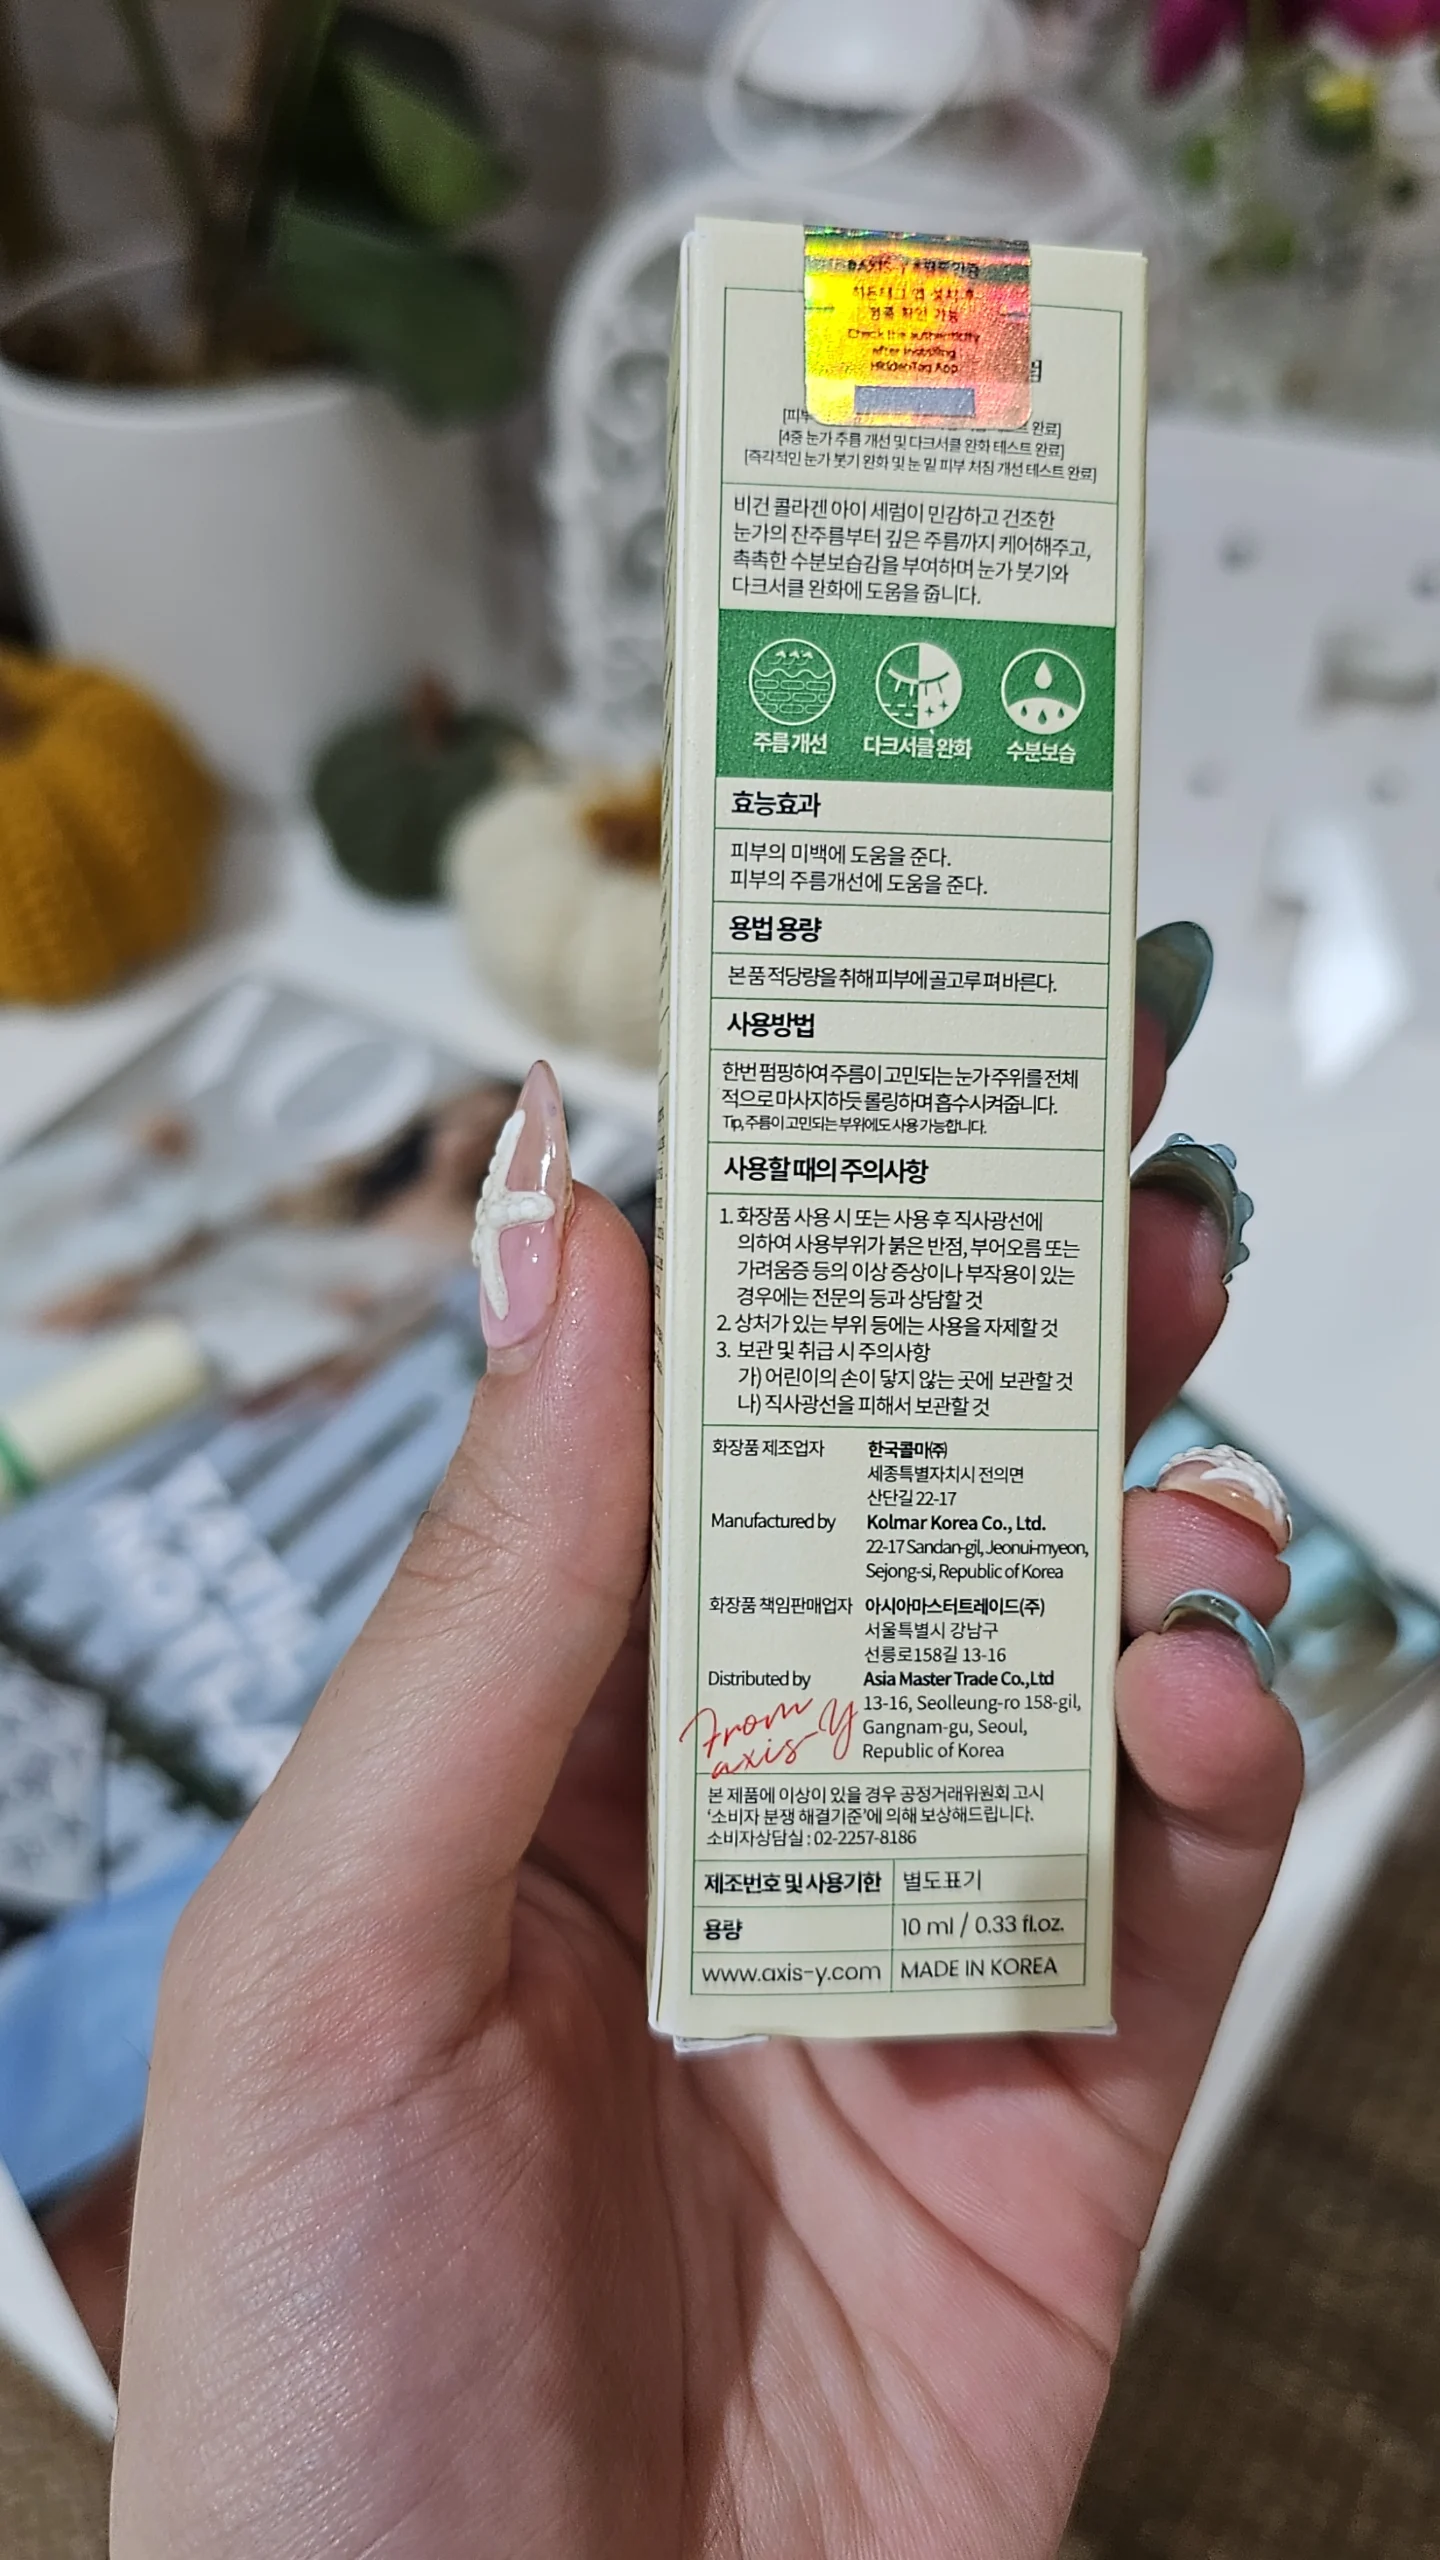 하든태그 앱 설치 후
정품 확인 가능
Check the authenticity
after installing
HiddenTag App
럼
[피부 테스트 완료]
[4중 눈가 주름 개선 및 다크서클 완화 테스트 완료]
[즉각적인 눈가 붓기 완화 및 눈 밑 피부 처짐 개선 테스트 완료]
비건 콜라겐 아이 세럼이 민감하고 건조한
눈가의 잔주름부터 깊은 주름까지 케어해주고,
촉촉한 수분보습감을 부여하며 눈가 붓기와
다크서클 완화에 도움을 줍니다.
주름 개선 다크서클 완화 수분보습
효능효과
피부의 미백에 도움을 준다.
피부의 주름개선에 도움을 준다.
용법 용량
본 품 적당량을 취해 피부에 골고루 펴 바른다.
사용방법
한번 펌핑하여 주름이 고민되는 눈가 주위를 전체
적으로 마사지하듯 롤링하며 흡수시켜줍니다.
Tip, 주름이 고민되는 부위에도 사용 가능합니다.
사용할 때의 주의사항
1. 화장품 사용 시 또는 사용 후 직사광선에
의하여 사용부위가 붉은 반점, 부어오름 또는
가려움증 등의 이상 증상이나 부작용이 있는
경우에는 전문의 등과 상담할 것
2. 상처가 있는 부위 등에는 사용을 자제할 것
3. 보관 및 취급 시 주의사항
가) 어린이의 손이 닿지 않는 곳에 보관할 것
나) 직사광선을 피해서 보관할 것
화장품 제조업자 한국콜마㈜
세종특별자치시 전의면
산단길 22-17
Manufactured by Kolmar Korea Co., Ltd.
22-17 Sandan-gil, Jeonui-myeon,
Sejong-si, Republic of Korea
화장품 책임판매업자 아시아마스터트레이드(주)
서울특별시 강남구
선릉로158길 13-16
Distributed by Asia Master Trade Co.,Ltd
13-16, Seolleung-ro 158-gil,
Gangnam-gu, Seoul,
Republic of Korea
From
axis-y
본 제품에 이상이 있을 경우 공정거래위원회 고시
'소비자 분쟁 해결기준'에 의해 보상해드립니다.
소비자상담실 : 02-2257-8186
제조번호 및 사용기한 별도표기
용량 10 ml / 0.33 fl.oz.
www.axis-y.com MADE IN KOREA